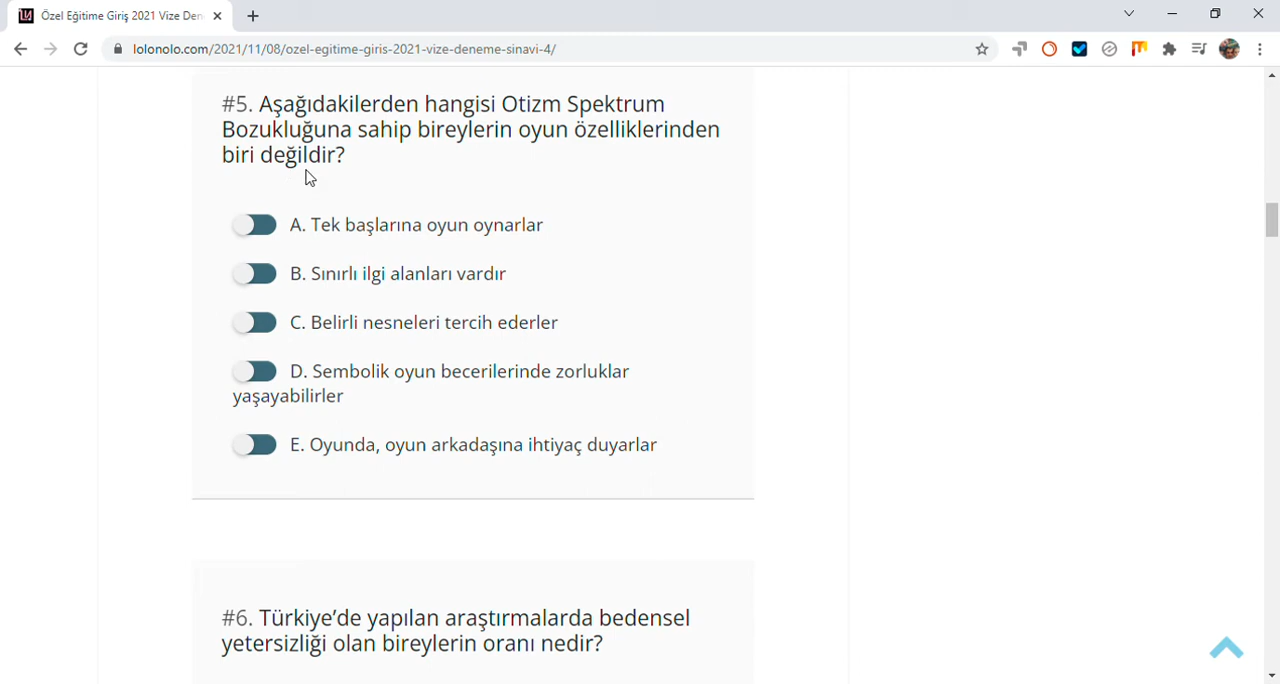 Özel Eğitime Giriş 2021 Vize Den
lolonolo.com/2021/11/08/ozel-egitime-giris-2021-vize-deneme-sinavi-4/
#5. Aşağıdakilerden hangisi Otizm Spektrum
Bozukluğuna sahip bireylerin oyun özelliklerinden
biri değildir?
A. Tek başlarına oyun oynarlar
B. Sınırlı ilgi alanları vardır
C. Belirli nesneleri tercih ederler
D. Sembolik oyun becerilerinde zorluklar
yaşayabilirler
E. Oyunda, oyun arkadaşına ihtiyaç duyarlar
#6. Türkiye’de yapılan araştırmalarda bedensel
yetersizliği olan bireylerin oranı nedir?